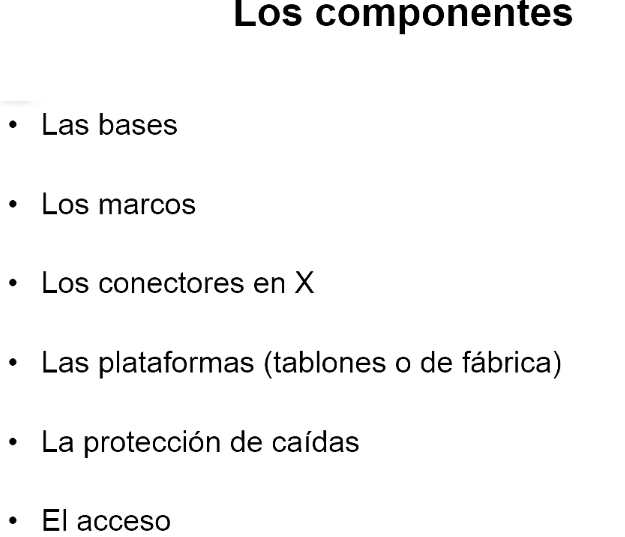 Los componentes
• Las bases
• Los marcos
• Los conectores en X
• Las plataformas (tablones o de fábrica)
• La protección de caídas
• El acceso